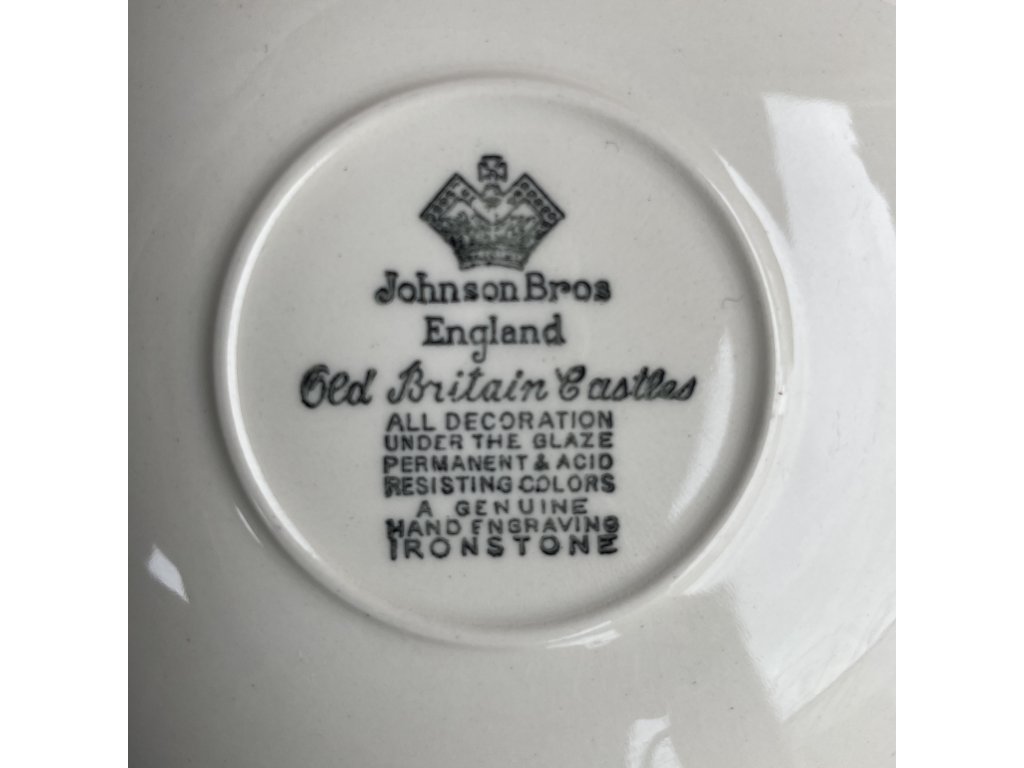 Johnson Bros
England
Old Britain Castles
ALL DECORATION
UNDER THE GLAZE
PERMANENT & ACID
RESISTING COLORS
A GENUINE
HAND ENGRAVING
IRONSTONE